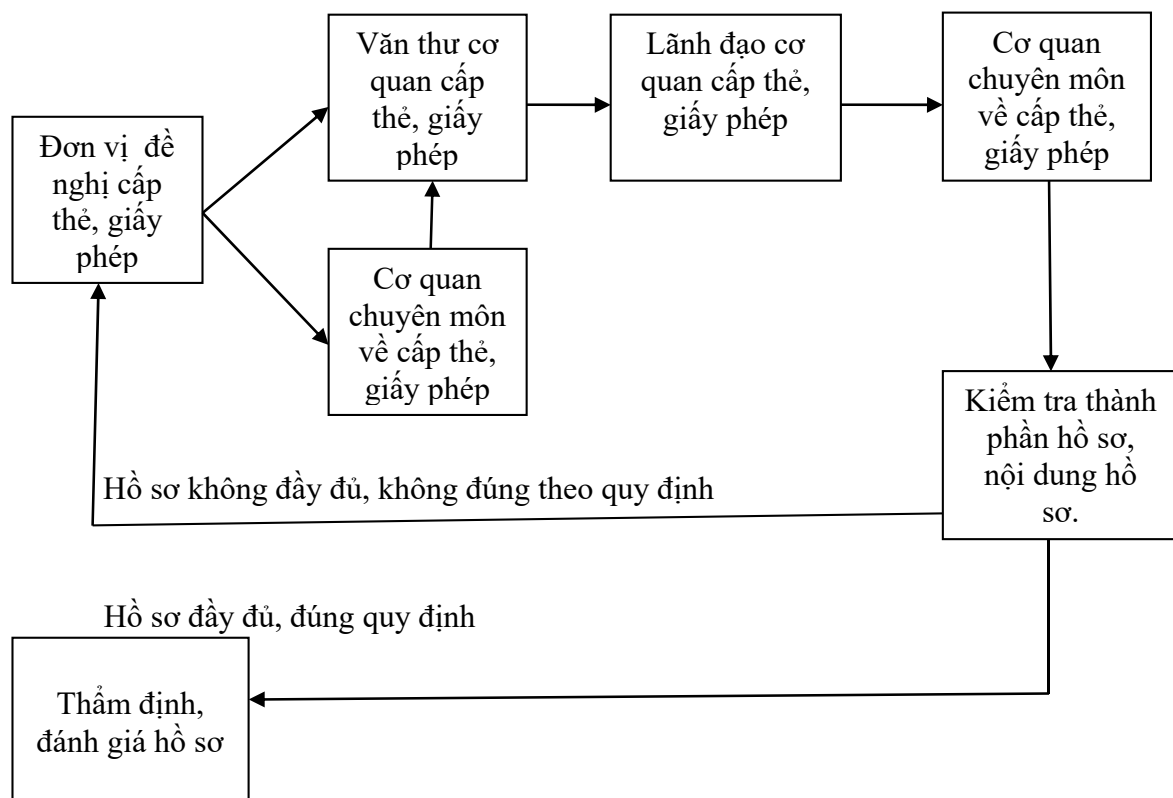 Đơn vị đề
nghị cấp
thẻ, giấy
phép
Văn thư cơ
quan cấp
thẻ, giấy
phép
Lãnh đạo cơ
quan cấp thẻ,
giấy phép
Cơ quan
chuyên môn
về cấp thẻ,
giấy phép
Cơ quan
chuyên môn
về cấp thẻ,
giấy phép
Kiểm tra thành
phần hồ sơ,
nội dung hồ
sơ.
Hồ sơ không đầy đủ, không đúng theo quy định
Hồ sơ đầy đủ, đúng quy định
Thẩm định,
đánh giá hồ sơ